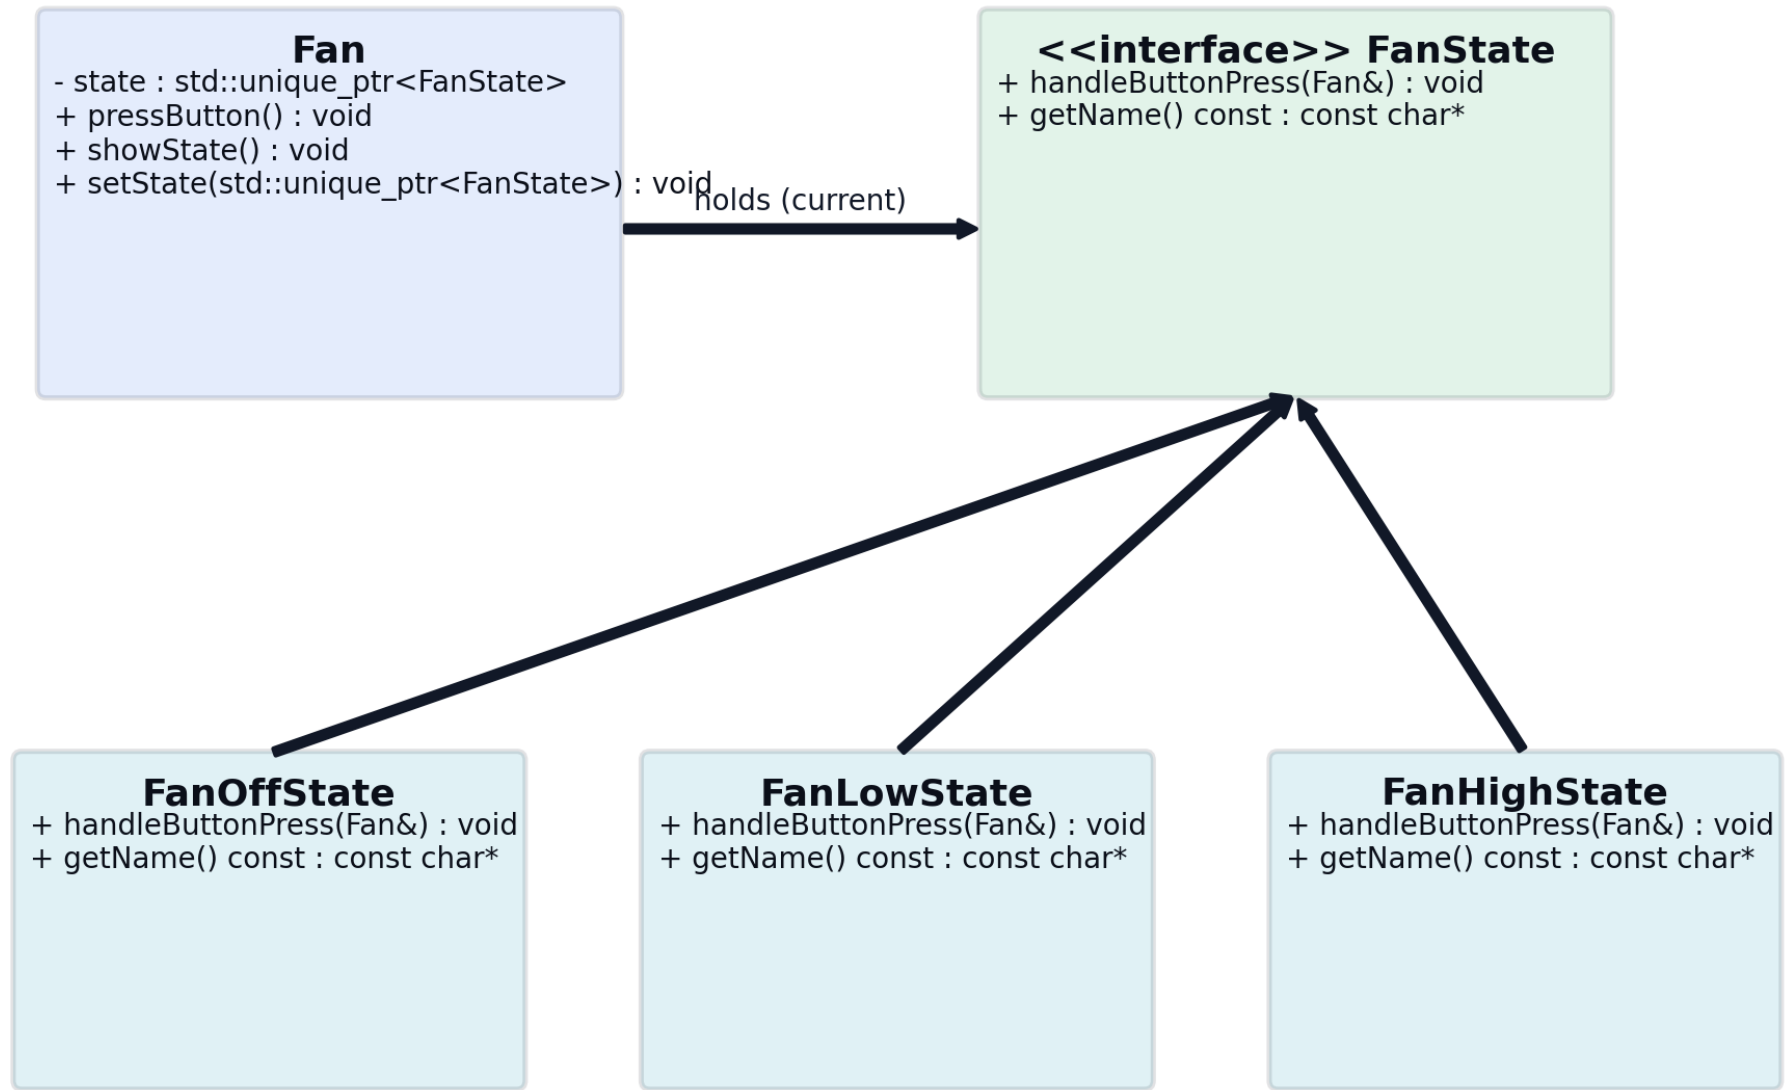 Fan
- state : std::unique_ptr<FanState>
+ pressButton() : void
+ showState() : void
+ setState(std::unique_ptr<FanState>) : void
holds (current)
<<interface>> FanState
+ handleButtonPress(Fan&) : void
+ getName() const : const char*
FanOffState
+ handleButtonPress(Fan&) : void
+ getName() const : const char*
FanLowState
+ handleButtonPress(Fan&) : void
+ getName() const : const char*
FanHighState
+ handleButtonPress(Fan&) : void
+ getName() const : const char*